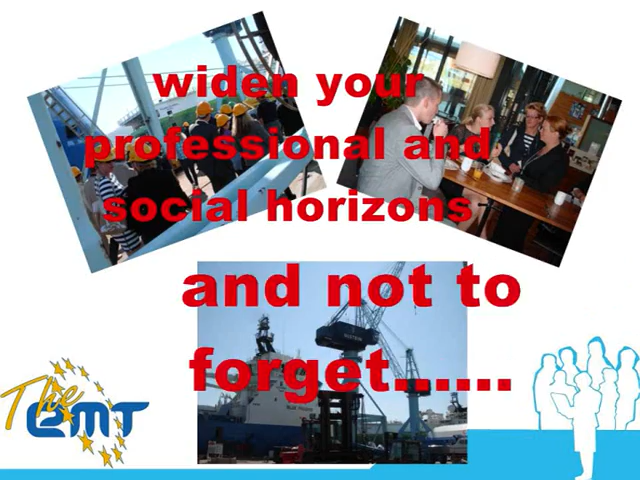 widen your
professional and
social horizons
and not to
forget......
The
emt